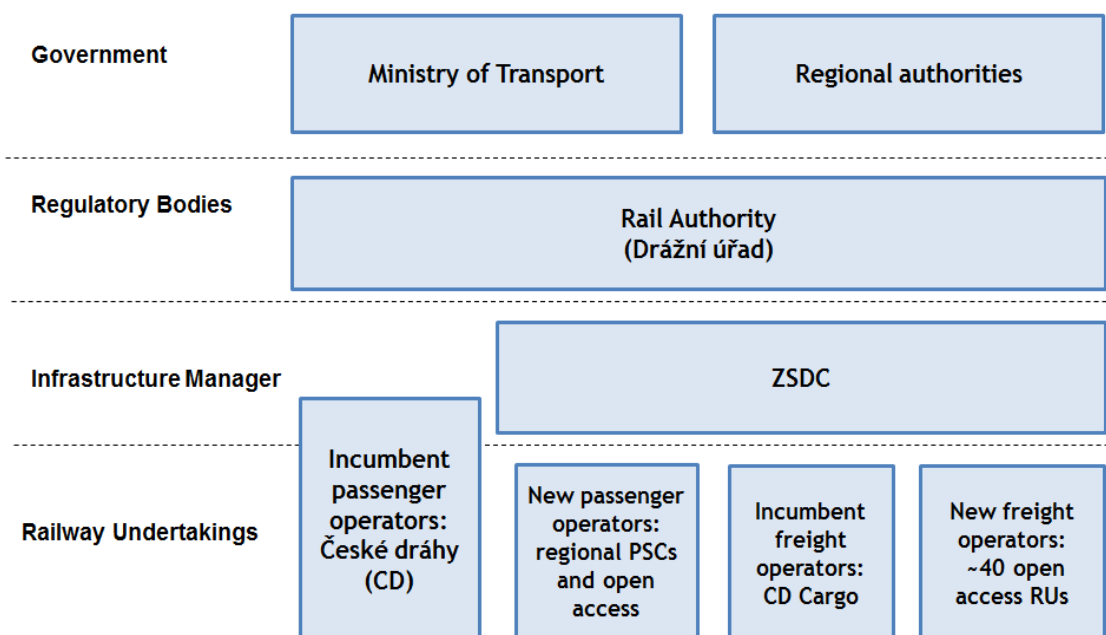 Government
Ministry of Transport
Regional authorities
Regulatory Bodies
Rail Authority
(Drážní úřad)
Infrastructure Manager
ZSDC
Railway Undertakings
Incumbent
passenger
operators:
České dráhy
(CD)
New passenger
operators:
regional PSCs
and open
access
Incumbent
freight
operators:
CD Cargo
New freight
operators:
~40 open
access RUs